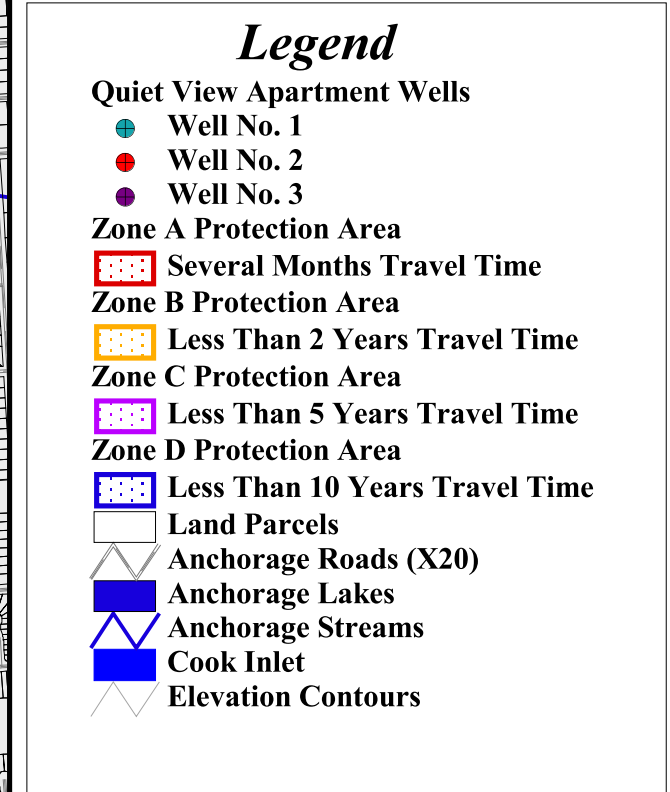 Legend
Quiet View Apartment Wells
Well No. 1
Well No. 2
Well No. 3
Zone A Protection Area
Several Months Travel Time
Zone B Protection Area
Less Than 2 Years Travel Time
Zone C Protection Area
Less Than 5 Years Travel Time
Zone D Protection Area
Less Than 10 Years Travel Time
Land Parcels
Anchorage Roads (X20)
Anchorage Lakes
Anchorage Streams
Cook Inlet
Elevation Contours